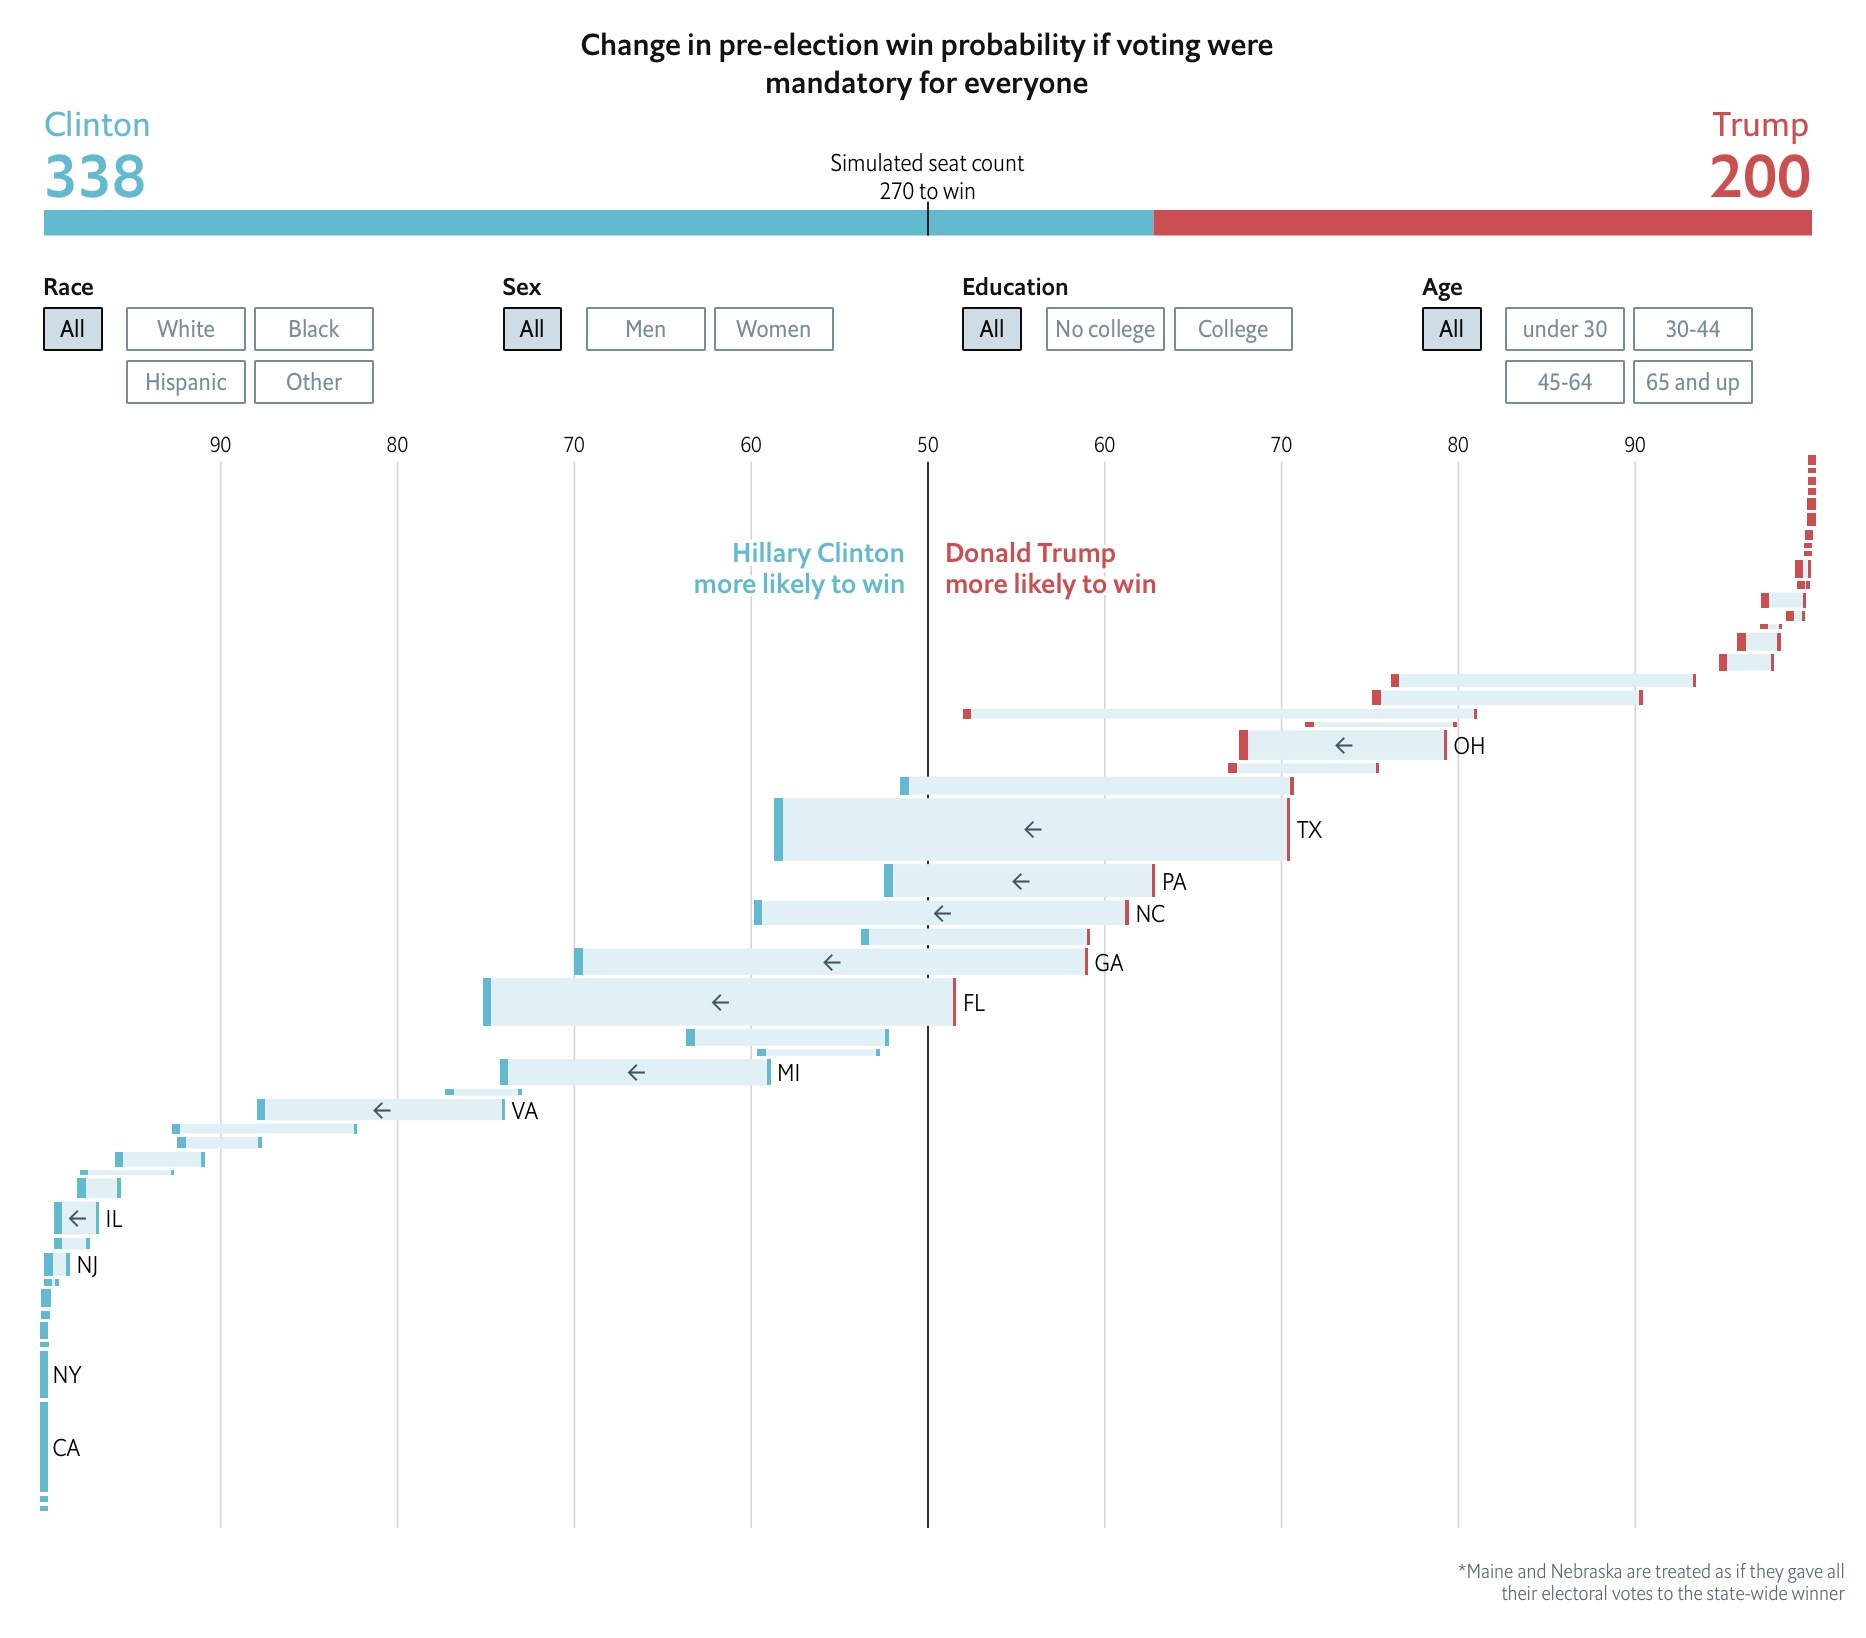 Change in pre-election win probability if voting were
mandatory for everyone
Clinton
338
Simulated seat count
270 to win
Trump
200
Race
All
White
Black
Hispanic
Other
Sex
All
Men
Women
Education
All
No college
College
Age
All
under 30
30-44
45-64
65 and up
90 80 70 60 50 60 70 80 90
Hillary Clinton
more likely to win
Donald Trump
more likely to win
OH
TX
PA
NC
GA
FL
MI
VA
IL
NJ
NY
CA
*Maine and Nebraska are treated as if they gave all
their electoral votes to the state-wide winner